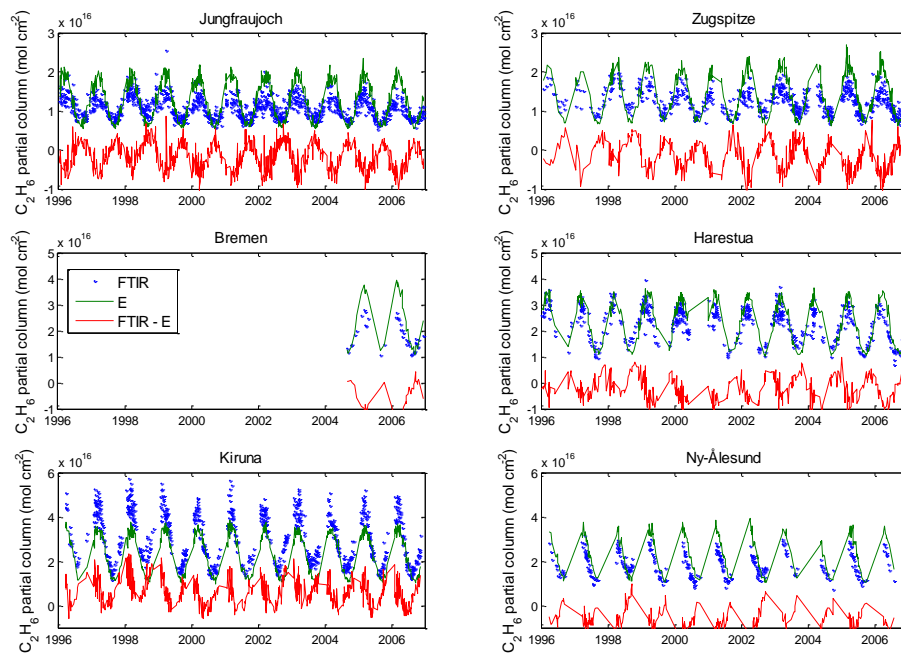 Jungfraujoch
x 10^16
C2H6 partial column (mol cm^-2)
3
2
1
0
-1
1996 1998 2000 2002 2004 2006
Zugspitze
x 10^16
C2H6 partial column (mol cm^-2)
3
2
1
0
-1
1996 1998 2000 2002 2004 2006
Bremen
x 10^16
C2H6 partial column (mol cm^-2)
5
4
3
2
1
0
-1
FTIR
E
FTIR - E
1996 1998 2000 2002 2004 2006
Harestua
x 10^16
C2H6 partial column (mol cm^-2)
5
4
3
2
1
0
-1
1996 1998 2000 2002 2004 2006
Kiruna
x 10^16
C2H6 partial column (mol cm^-2)
6
4
2
0
1996 1998 2000 2002 2004 2006
Ny-Ålesund
x 10^16
C2H6 partial column (mol cm^-2)
6
4
2
0
1996 1998 2000 2002 2004 2006